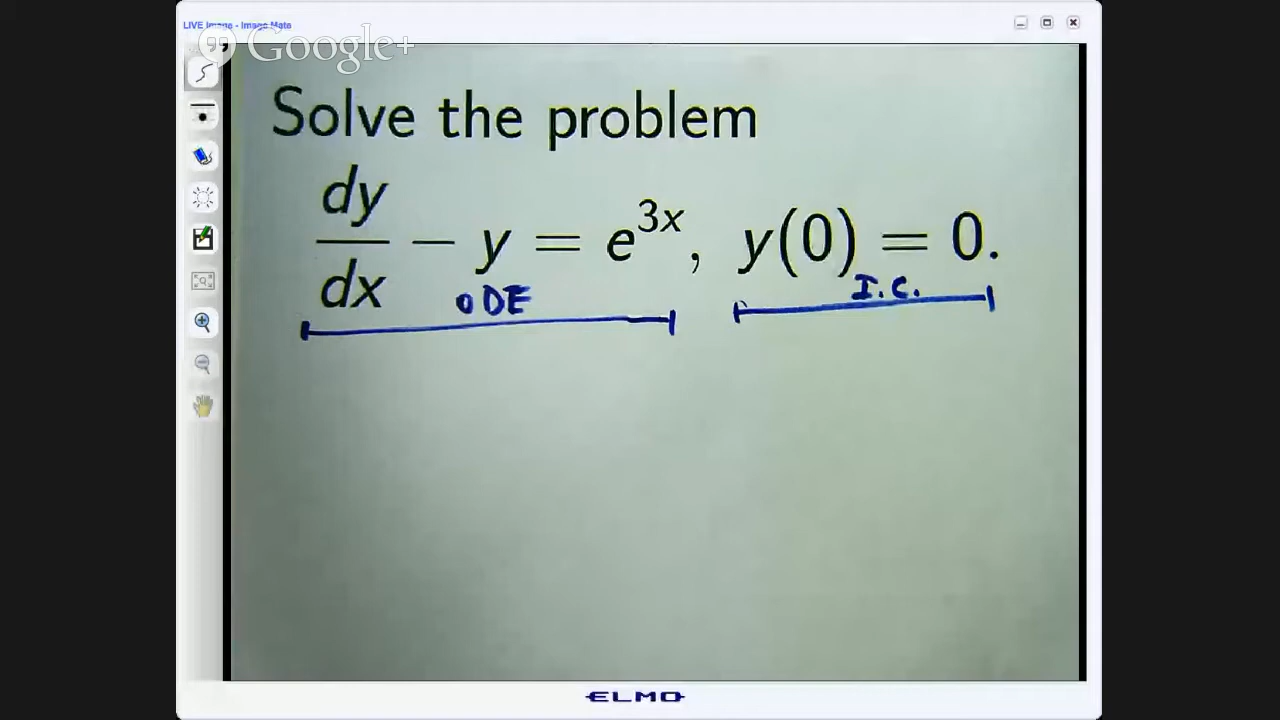 LIVE Image - Image Mate
Google+
Solve the problem
dy/dx − y = e^{3x}, y(0) = 0.
ODE I.C.
ELMO